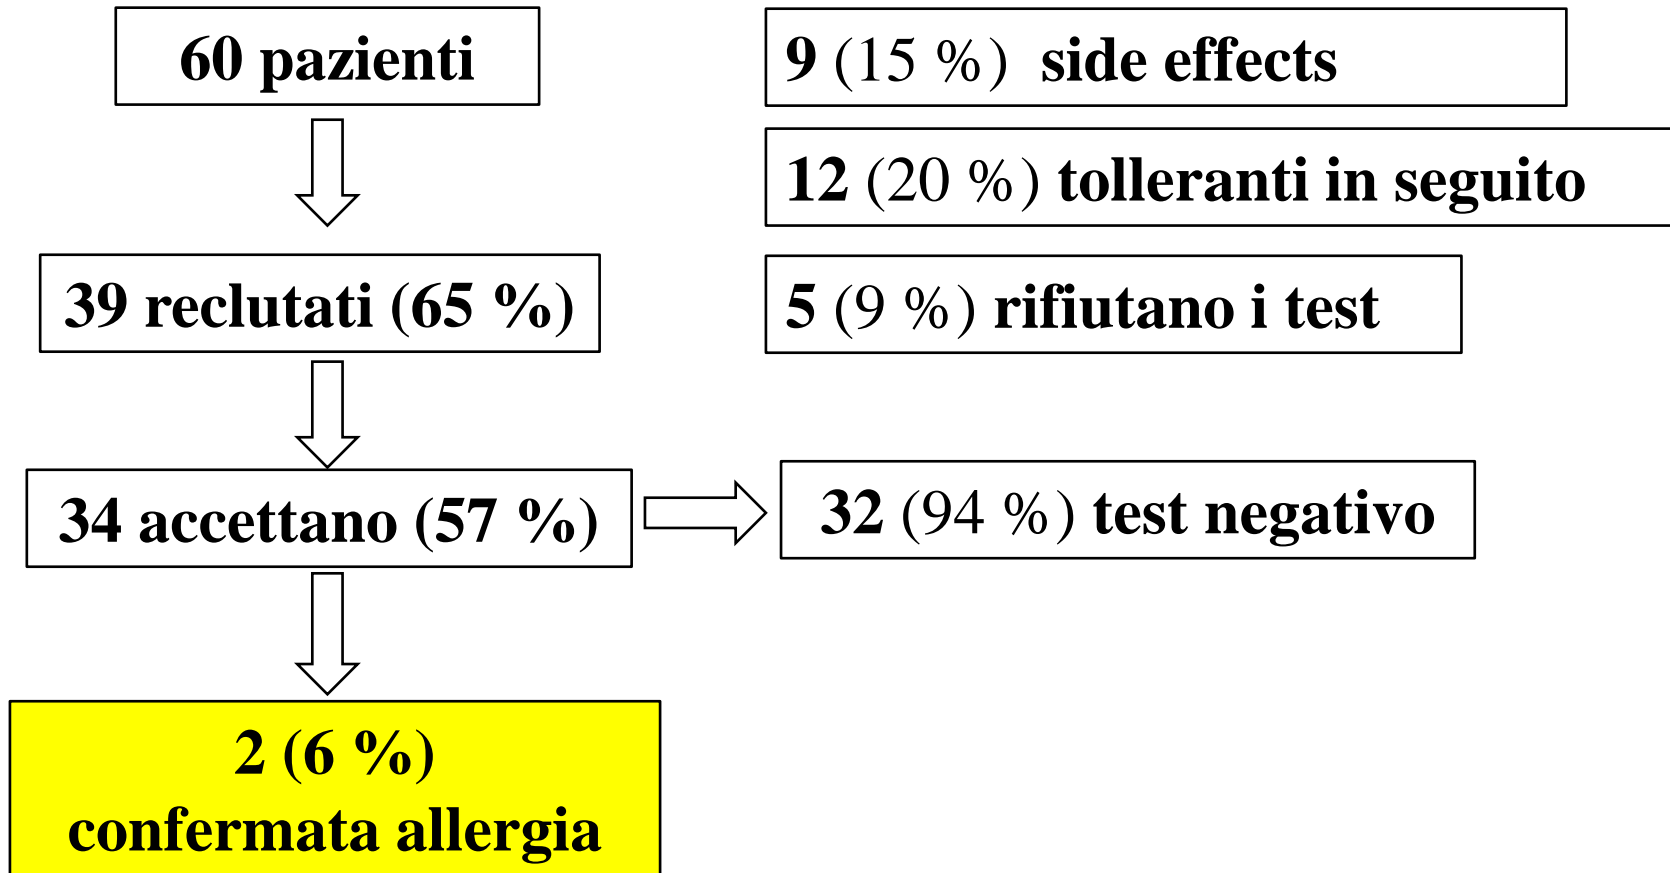 60 pazienti
9 (15 %) side effects
12 (20 %) tolleranti in seguito
39 reclutati (65 %)
5 (9 %) rifiutano i test
34 accettano (57 %)
32 (94 %) test negativo
2 (6 %)
confermata allergia